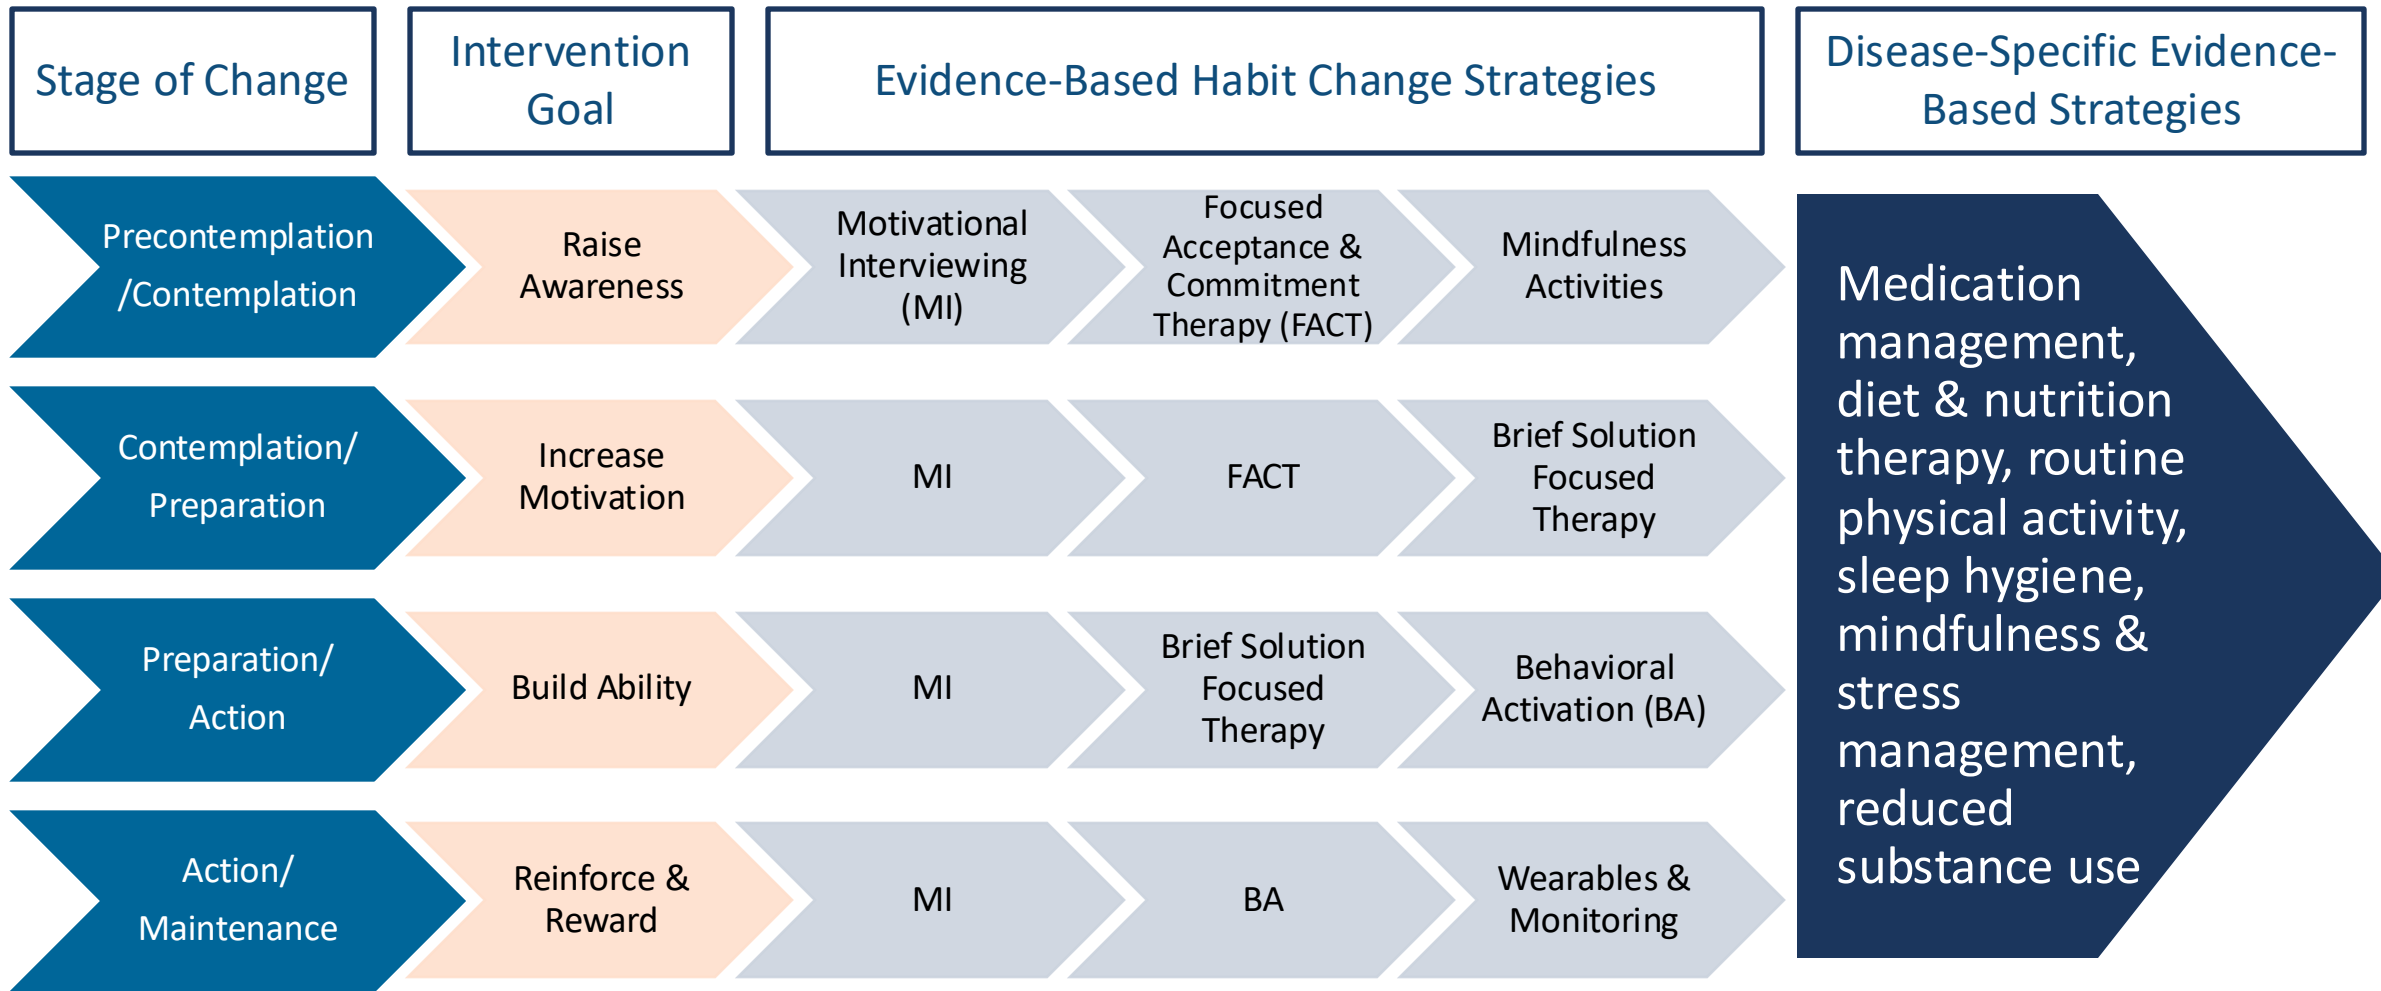 Stage of Change
Intervention
Goal
Evidence-Based Habit Change Strategies
Disease-Specific Evidence-
Based Strategies
Precontemplation
/Contemplation
Raise
Awareness
Motivational
Interviewing
(MI)
Focused
Acceptance &
Commitment
Therapy (FACT)
Mindfulness
Activities
Contemplation/
Preparation
Increase
Motivation
MI
FACT
Brief Solution
Focused
Therapy
Preparation/
Action
Build Ability
MI
Brief Solution
Focused
Therapy
Behavioral
Activation (BA)
Action/
Maintenance
Reinforce &
Reward
MI
BA
Wearables &
Monitoring
Medication
management,
diet & nutrition
therapy, routine
physical activity,
sleep hygiene,
mindfulness &
stress
management,
reduced
substance use